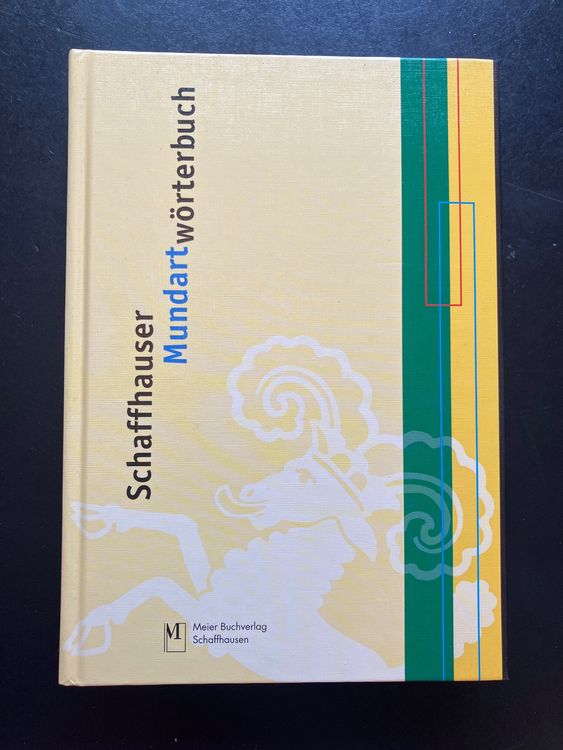 Schaffhauser
Mundartwörterbuch
M
Meier Buchverlag
Schaffhausen